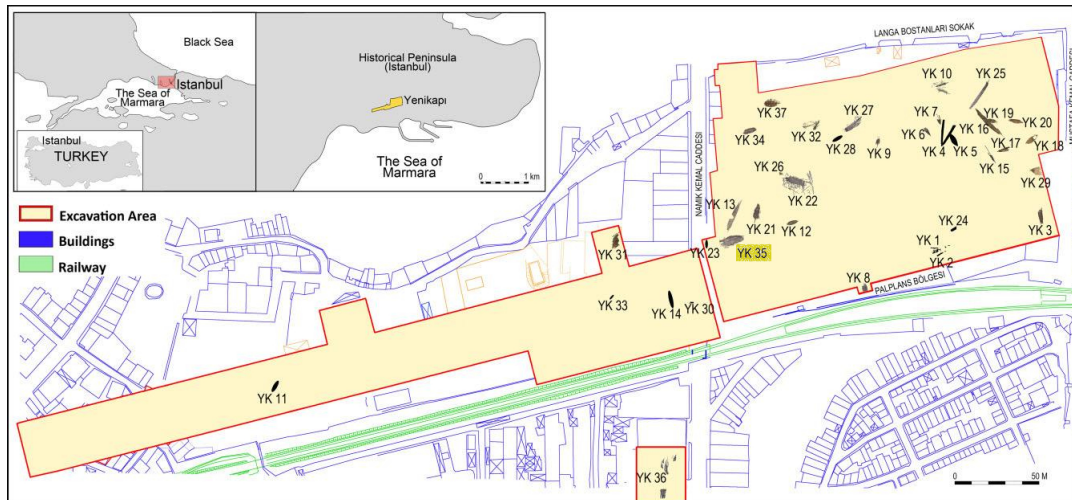 Black Sea
Istanbul
The Sea of
Marmara
Istanbul
TURKEY
Historical Peninsula
(Istanbul)
Yenikapı
The Sea of
Marmara
0 1 km
Excavation Area
Buildings
Railway
LANGA BOSTANLARI SOKAK
MUSTAFA KEMAL CADDESİ
NAMIK KEMAL CADDESİ
PALPLANS BÖLGESİ
YK 10
YK 25
YK 37
YK 34
YK 32
YK 27
YK 28
YK 9
YK 7
YK 6
YK 4
YK 5
YK 16
YK 19
YK 20
YK 17
YK 18
YK 15
YK 29
YK 26
YK 22
YK 13
YK 21
YK 12
YK 24
YK 3
YK 1
YK 2
YK 35
YK 23
YK 31
YK 8
YK 33
YK 14
YK 30
YK 11
YK 36
0 50 M